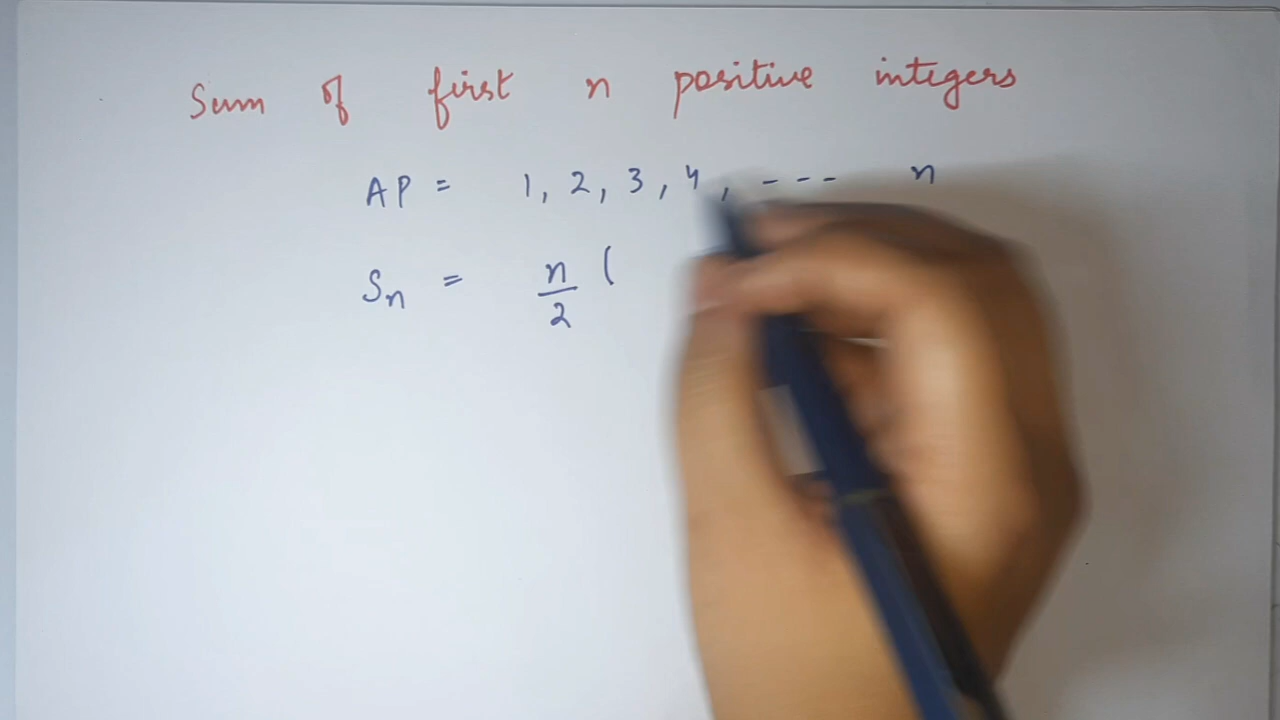 Sum of first n positive integers
AP = 1, 2, 3, 4, --- n
Sn = n/2 (